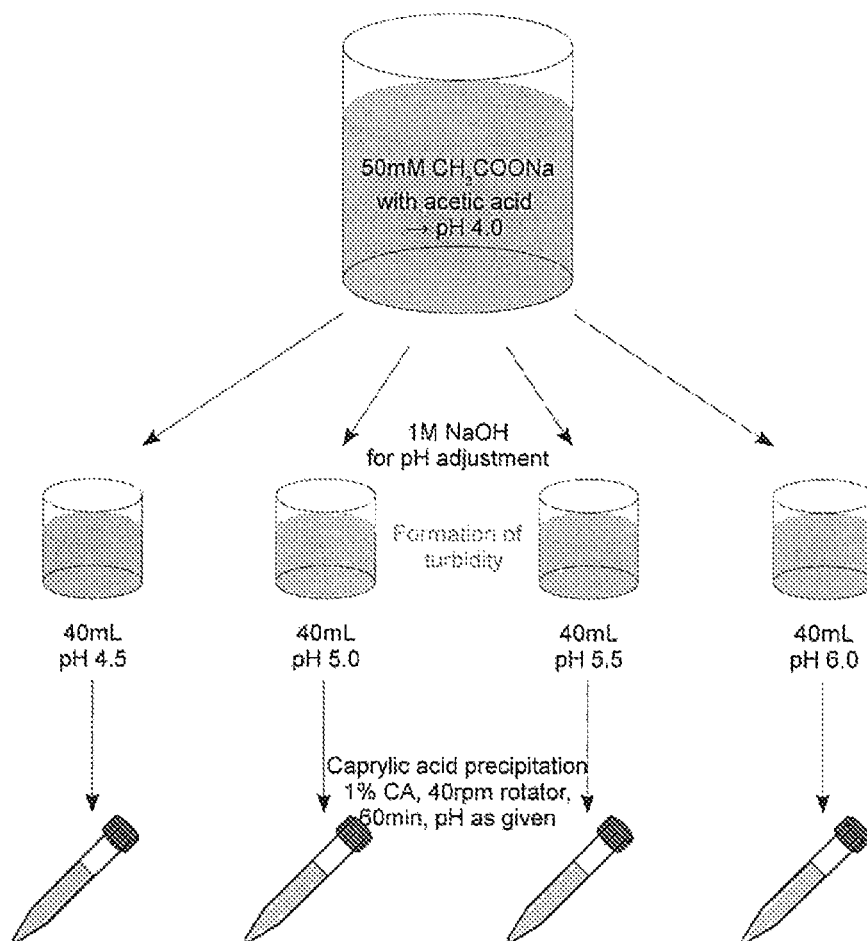 50mM CH₂COONa
with acetic acid
→ pH 4.0
1M NaOH
for pH adjustment
Formation of
turbidity
40mL
pH 4.5
40mL
pH 5.0
40mL
pH 5.5
40mL
pH 6.0
Caprylic acid precipitation
1% CA, 40rpm rotator,
60min, pH as given